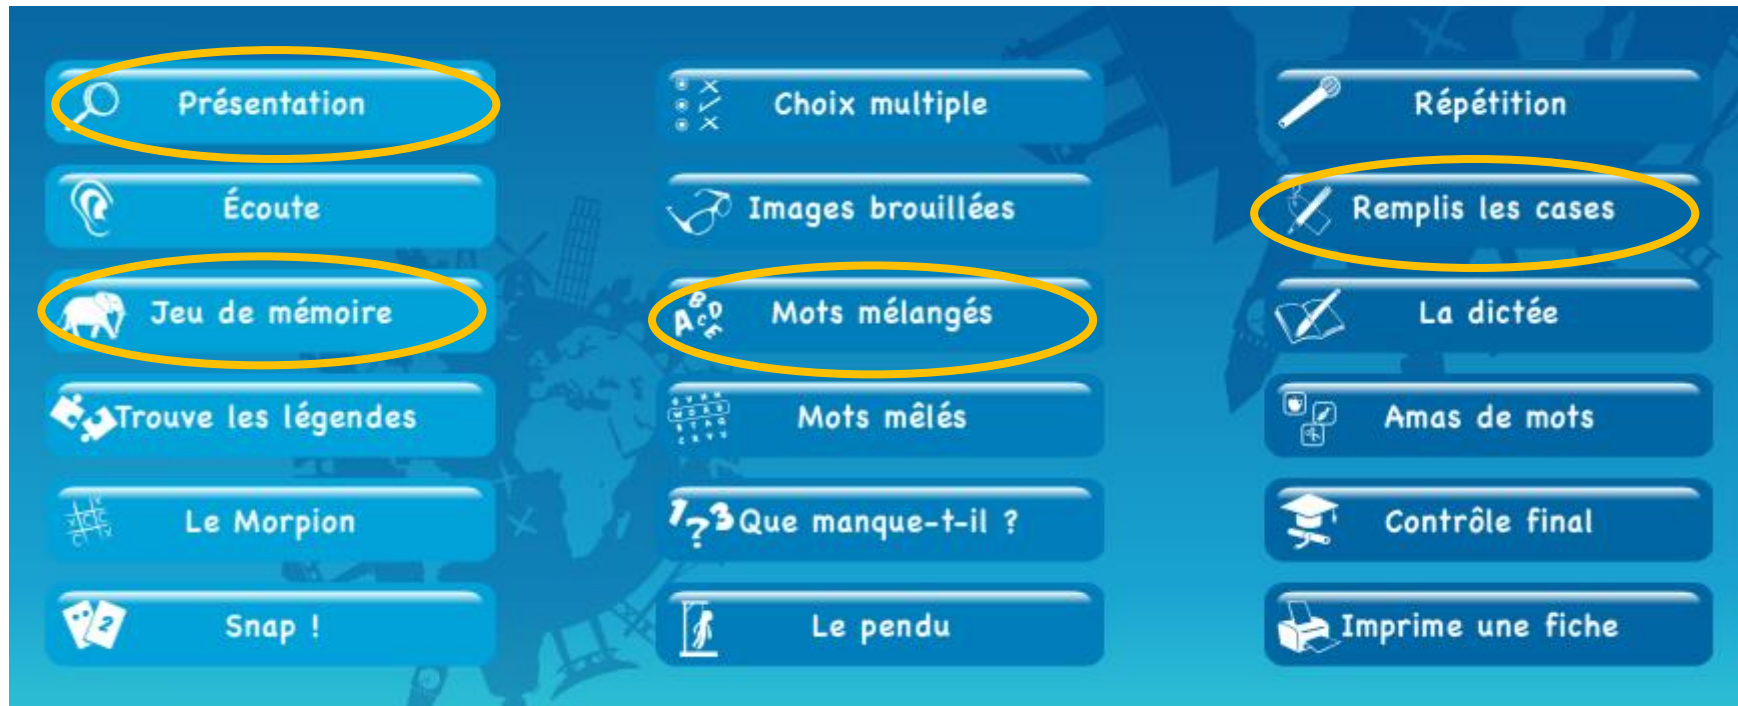 Présentation
Écoute
Jeu de mémoire
Trouve les légendes
Le Morpion
Snap !
Choix multiple
Images brouillées
Mots mélangés
Mots mêlés
Que manque-t-il ?
Le pendu
Répétition
Remplis les cases
La dictée
Amas de mots
Contrôle final
Imprime une fiche